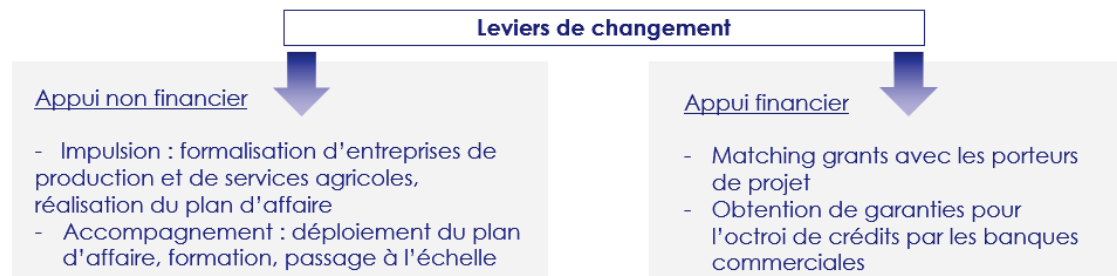 Leviers de changement
Appui non financier
- Impulsion : formalisation d'entreprises de
production et de services agricoles,
réalisation du plan d'affaire
- Accompagnement : déploiement du plan
d'affaire, formation, passage à l'échelle
Appui financier
- Matching grants avec les porteurs
de projet
- Obtention de garanties pour
l'octroi de crédits par les banques
commerciales